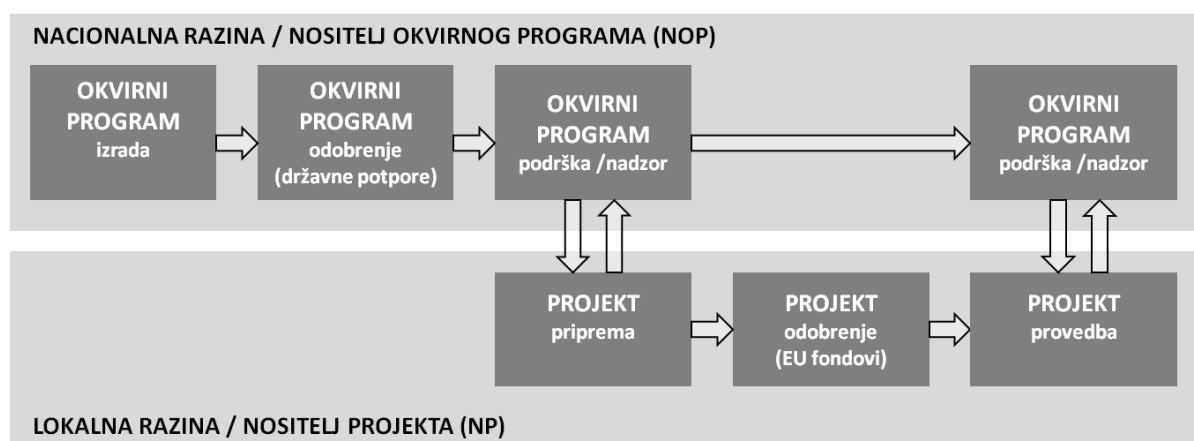 NACIONALNA RAZINA / NOSITELJ OKVIRNOG PROGRAMA (NOP)
OKVIRNI
PROGRAM
izrada
OKVIRNI
PROGRAM
odobrenje
(državne potpore)
OKVIRNI
PROGRAM
podrška /nadzor
OKVIRNI
PROGRAM
podrška /nadzor
PROJEKT
priprema
PROJEKT
odobrenje
(EU fondovi)
PROJEKT
provedba
LOKALNA RAZINA / NOSITELJ PROJEKTA (NP)